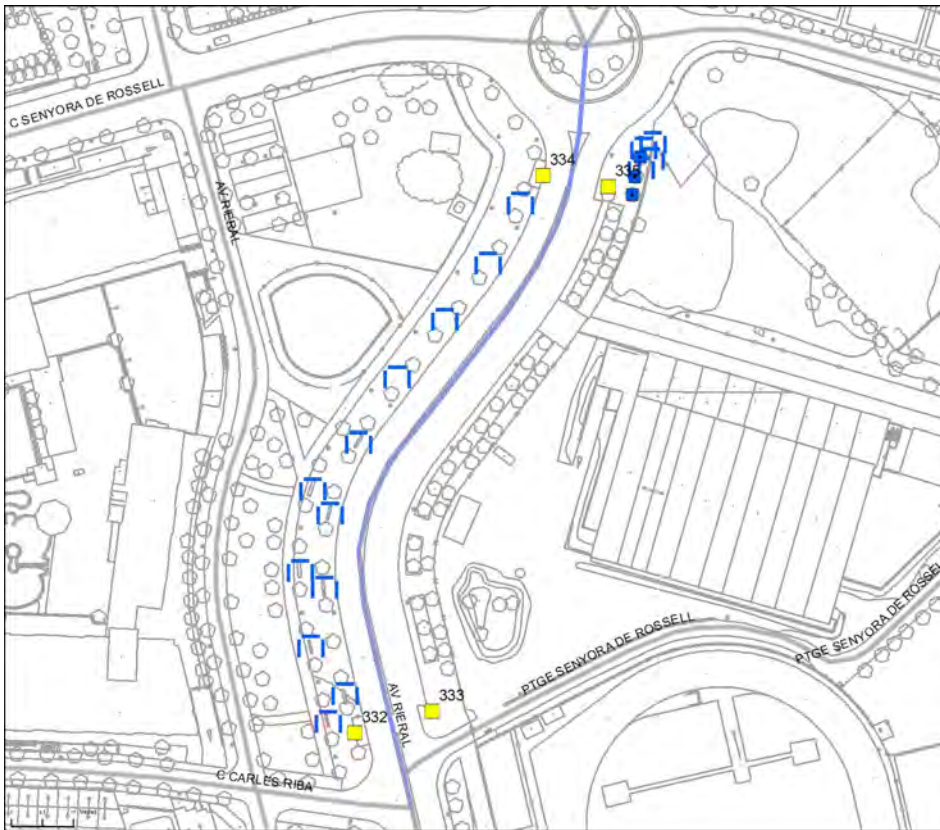 C SENYORA DE ROSSELL
334
335
AV RIERAL
PTGE SENYORA DE ROSSELL
PTGE SENYORA DE ROSSELL
333
AV RIERAL
332
C CARLES RIBA